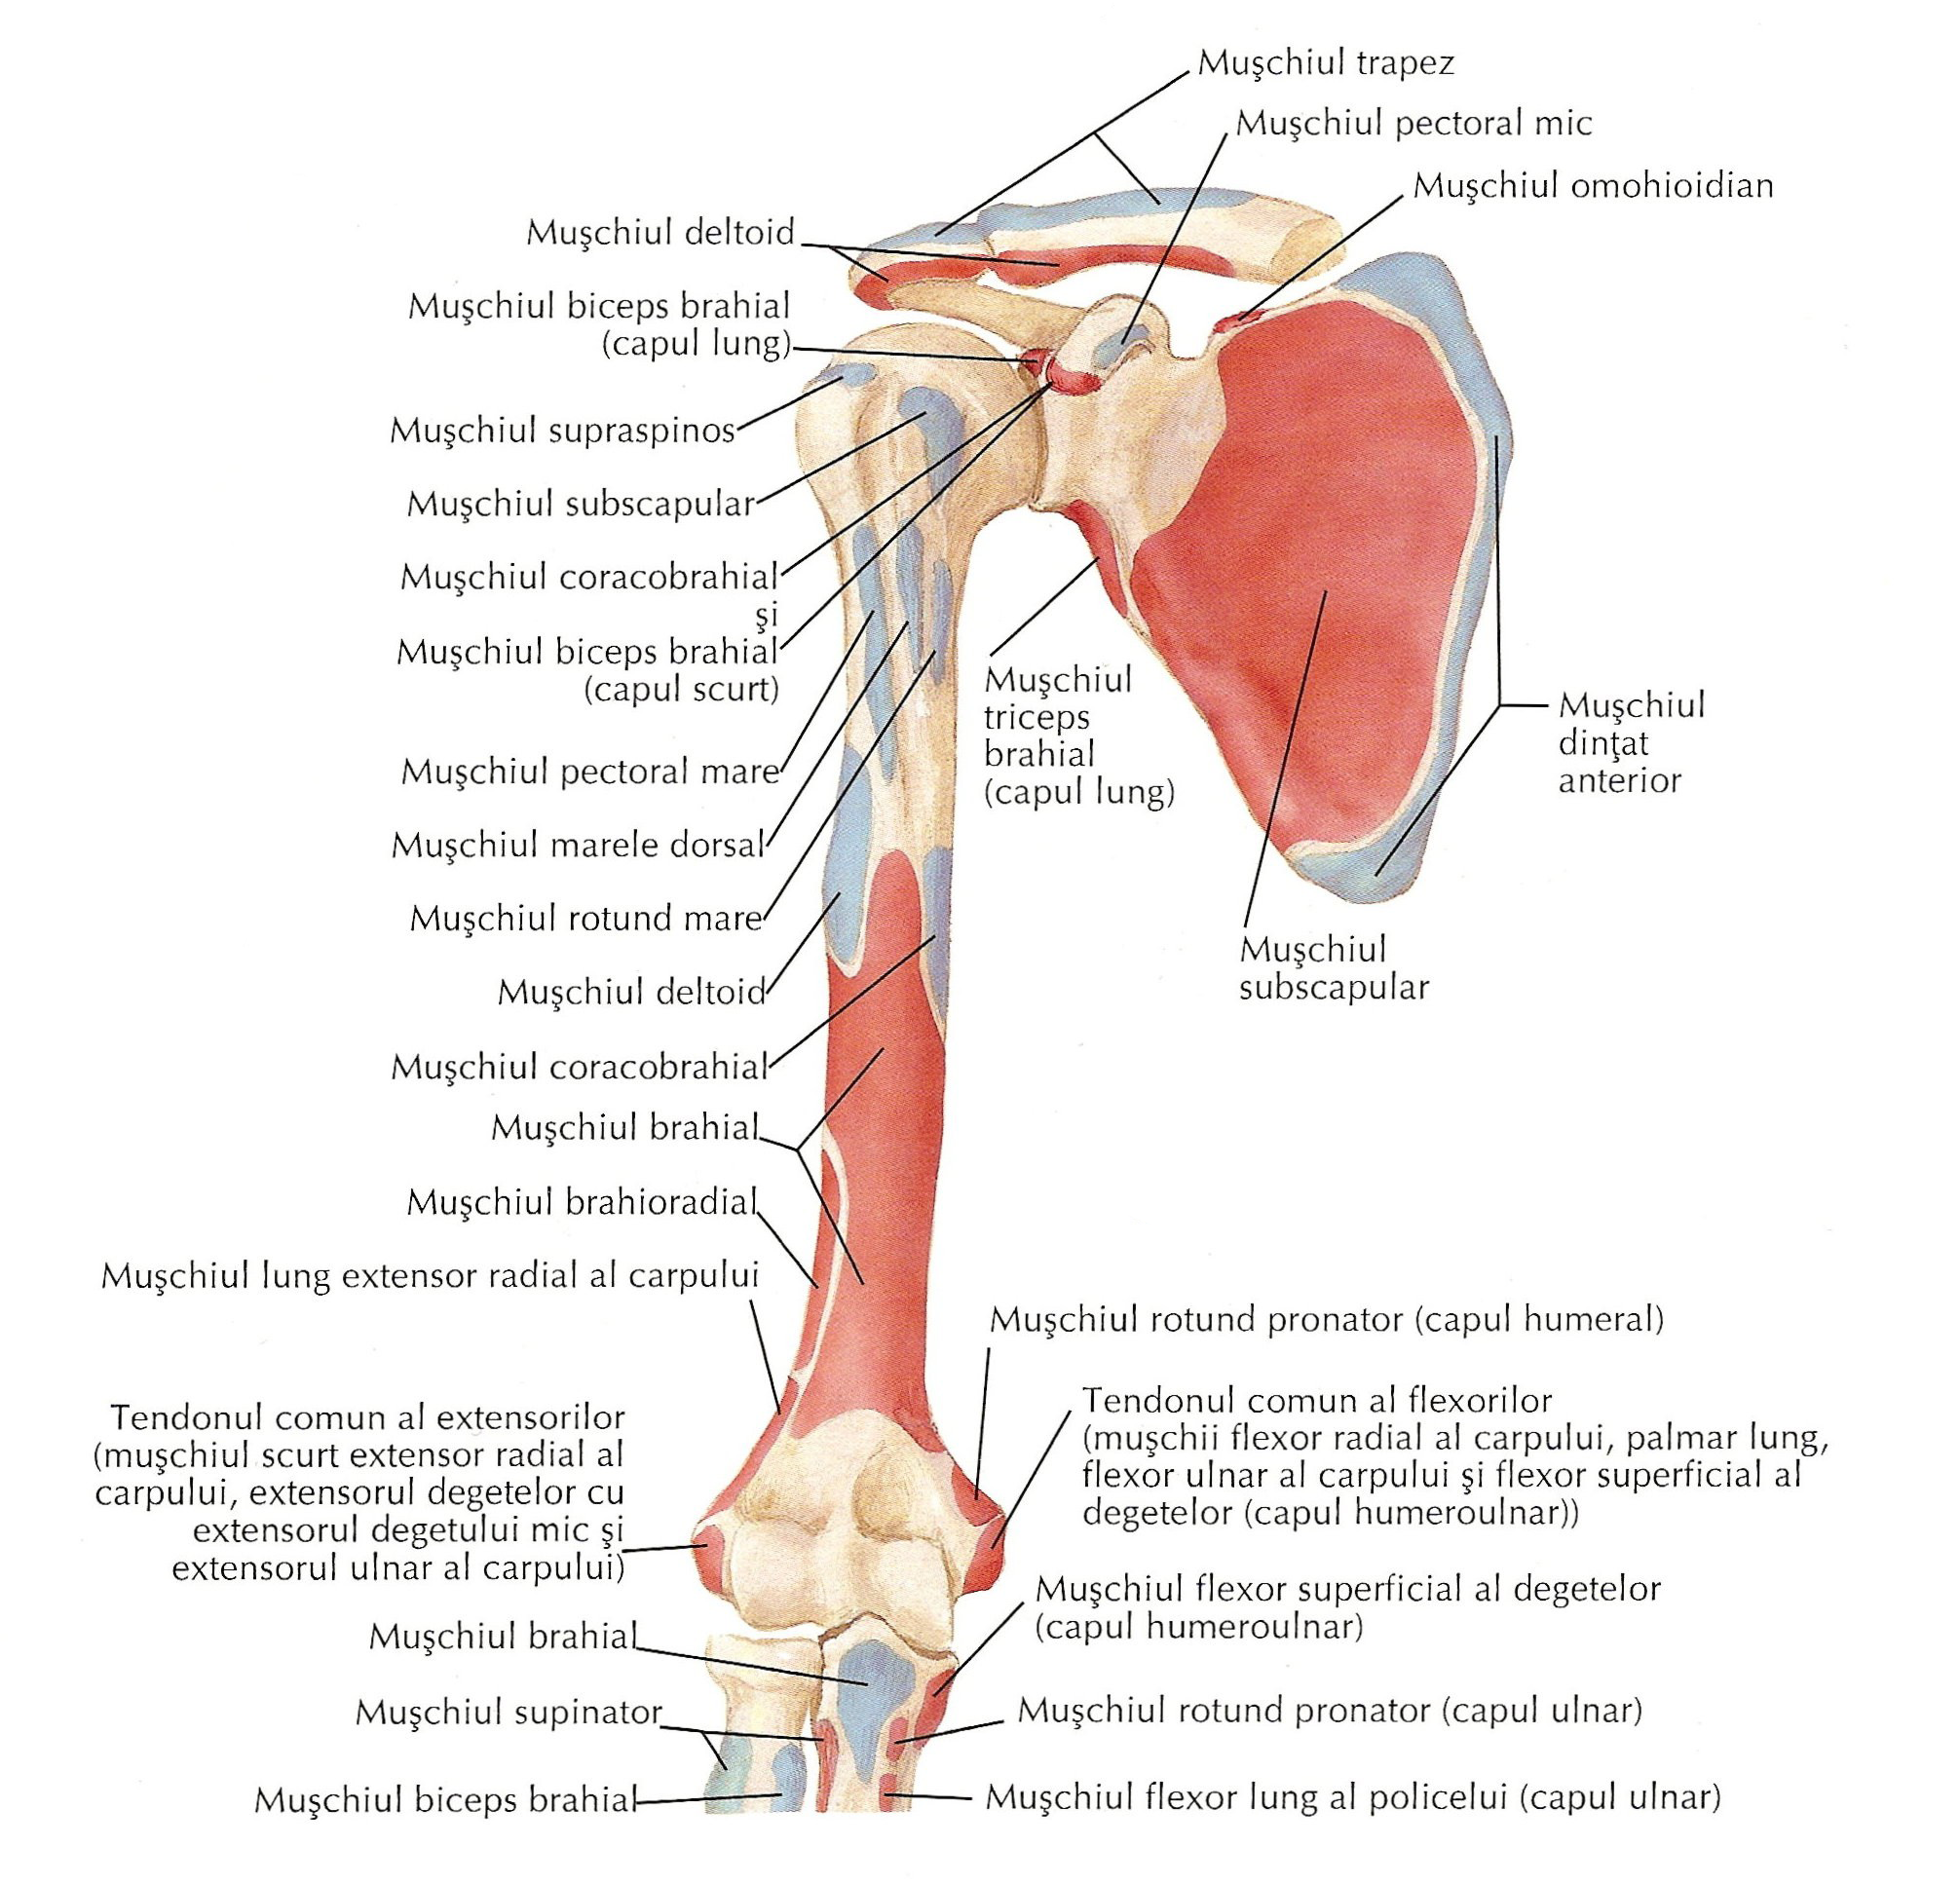 Muşchiul trapez
Muşchiul pectoral mic
Muşchiul omohioidian
Muşchiul deltoid
Muşchiul biceps brahial
(capul lung)
Muşchiul supraspinos
Muşchiul subscapular
Muşchiul coracobrahial
şi
Muşchiul biceps brahial
(capul scurt)
Muşchiul pectoral mare
Muşchiul marele dorsal
Muşchiul rotund mare
Muşchiul deltoid
Muşchiul coracobrahial
Muşchiul brahial
Muşchiul brahioradial
Muşchiul lung extensor radial al carpului
Tendonul comun al extensorilor
(muşchiul scurt extensor radial al
carpului, extensorul degetelor cu
extensorul degetului mic şi
extensorul ulnar al carpului)
Muşchiul brahial
Muşchiul supinator
Muşchiul biceps brahial
Muşchiul
triceps
brahial
(capul lung)
Muşchiul
dinţat
anterior
Muşchiul
subscapular
Muşchiul rotund pronator (capul humeral)
Tendonul comun al flexorilor
(muşchii flexor radial al carpului, palmar lung,
flexor ulnar al carpului şi flexor superficial al
degetelor (capul humeroulnar))
Muşchiul flexor superficial al degetelor
(capul humeroulnar)
Muşchiul rotund pronator (capul ulnar)
Muşchiul flexor lung al policelui (capul ulnar)